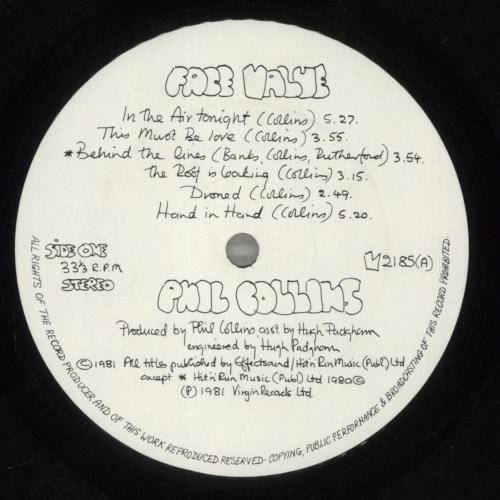 FACE VALUE
In the Air tonight (Collins) 5.27.
This Must Be love (Collins) 3.55.
*Behind the lines (Banks, Collins, Rutherford) 3.54.
The Roof is leaking (Collins) 3.15.
Droned (Collins) 2.49.
Hand in Hand (Collins) 5.20.
SIDE ONE
33⅓ R.P.M
STEREO
V2185(A)
PHIL COLLINS
Produced by Phil Collins asst by Hugh Padgham
engineered by Hugh Padgham
©1981 All titles published by Effectsound/Hit'n'Run Music (Publ) Ltd
except * Hit'n'Run Music (Publ) Ltd 1980©
(P) 1981 Virgin Records Ltd.
ALL RIGHTS OF THE RECORD PRODUCER AND OF THIS WORK REPRODUCED RESERVED· COPYING, PUBLIC PERFORMANCE & BROADCASTING OF THIS RECORD PROHIBITED.